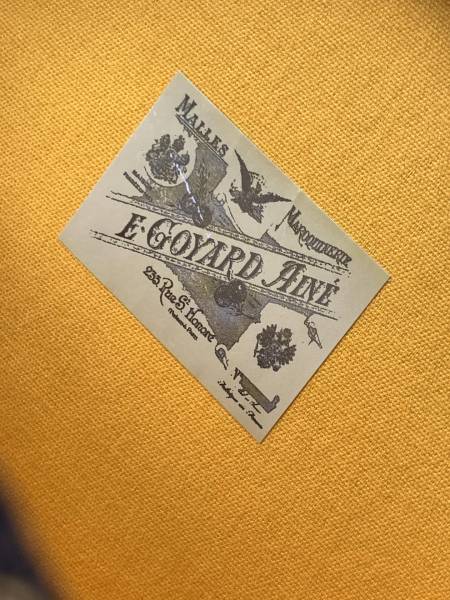 MALLES
MAROQUINERIE
E. GOYARD AINÉ
233, RUE ST. HONORÉ